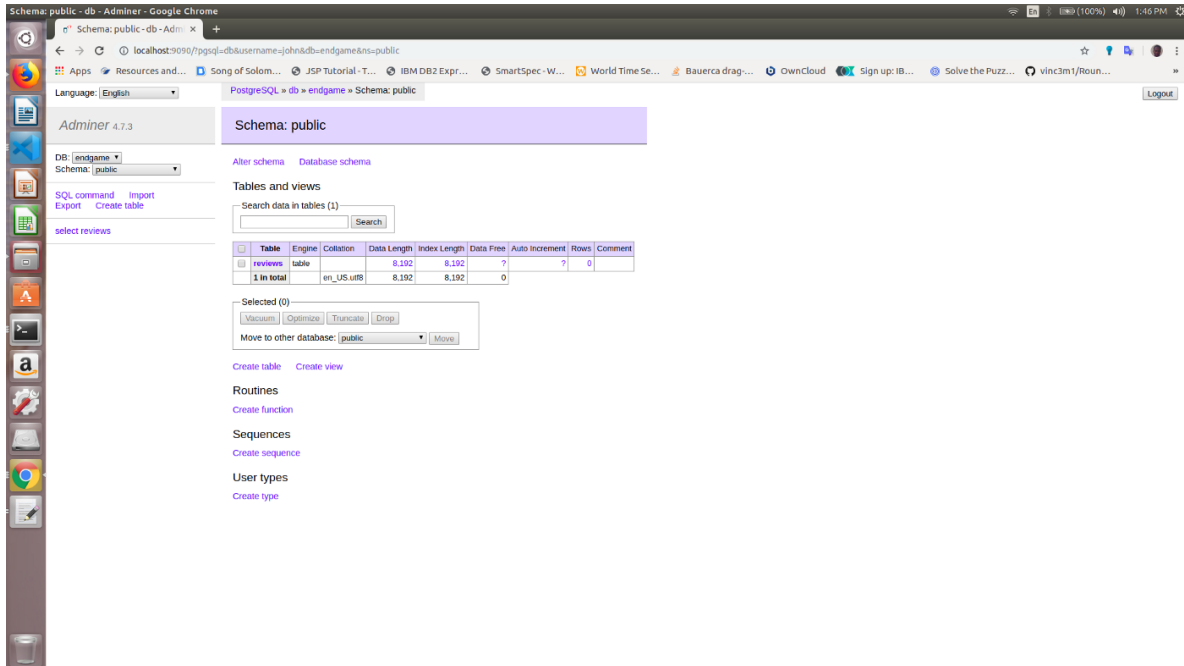 Schema: public - db - Adminer - Google Chrome En (100%) 1:46 PM
Schema: public - db - Adm × +
localhost:9090/?pgsql=db&username=john&db=endgame&ns=public
Apps Resources and... Song of Solom... JSP Tutorial - T... IBM DB2 Expr... SmartSpec - W... World Time Se... Bauerca drag-... OwnCloud Sign up: IB... Solve the Puzz... vinc3m1/Roun... »
Language: English
PostgreSQL » db » endgame » Schema: public
Logout
Adminer 4.7.3
Schema: public
DB: endgame
Schema: public
SQL command Import
Export Create table
select reviews
Alter schema Database schema
Tables and views
Search data in tables (1)
Search
Table Engine Collation Data Length Index Length Data Free Auto Increment Rows Comment
reviews table 8,192 8,192 ? ? 0
1 in total en_US.utf8 8,192 8,192 0
Selected (0)
Vacuum Optimize Truncate Drop
Move to other database: public Move
Create table Create view
Routines
Create function
Sequences
Create sequence
User types
Create type